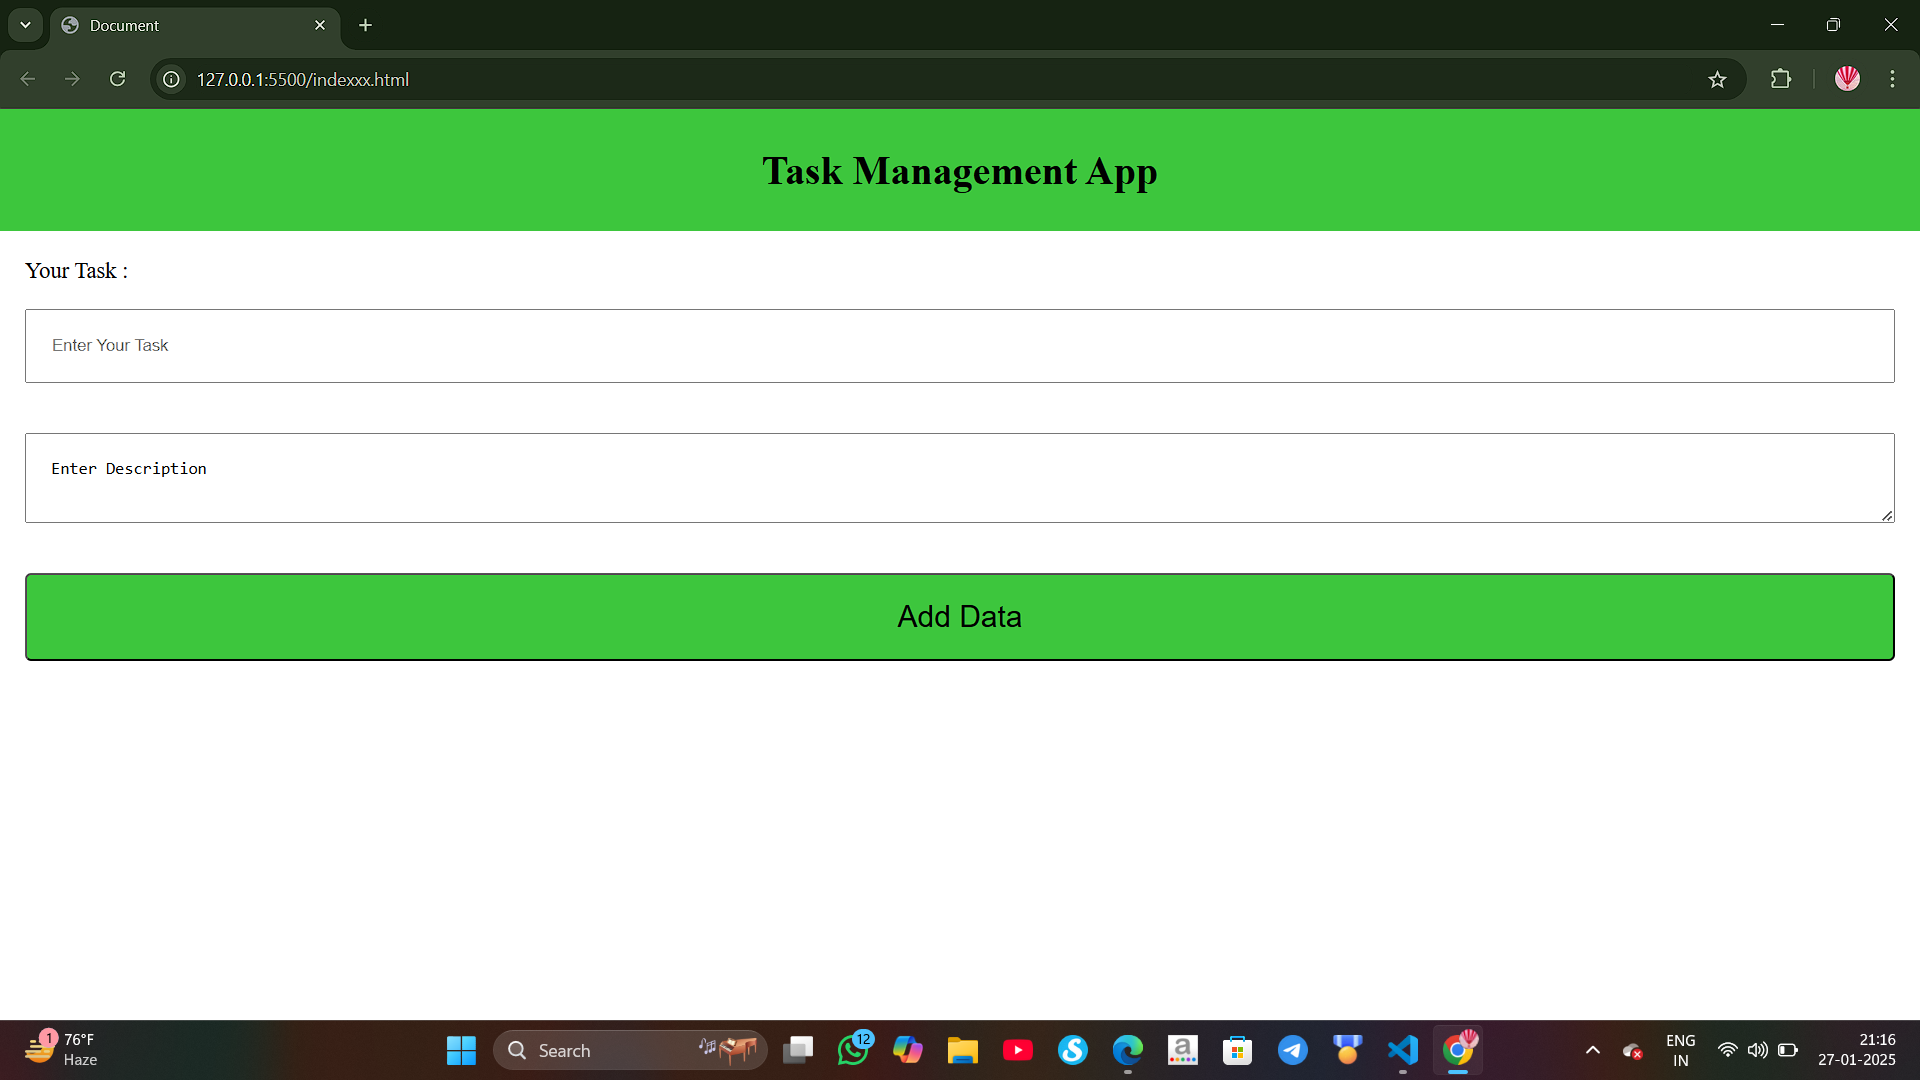 Document
127.0.0.1:5500/indexxx.html
Task Management App
Your Task :
Enter Your Task
Enter Description
Add Data
1
76°F
Haze
Search
12
a
ENG
IN
21:16
27-01-2025